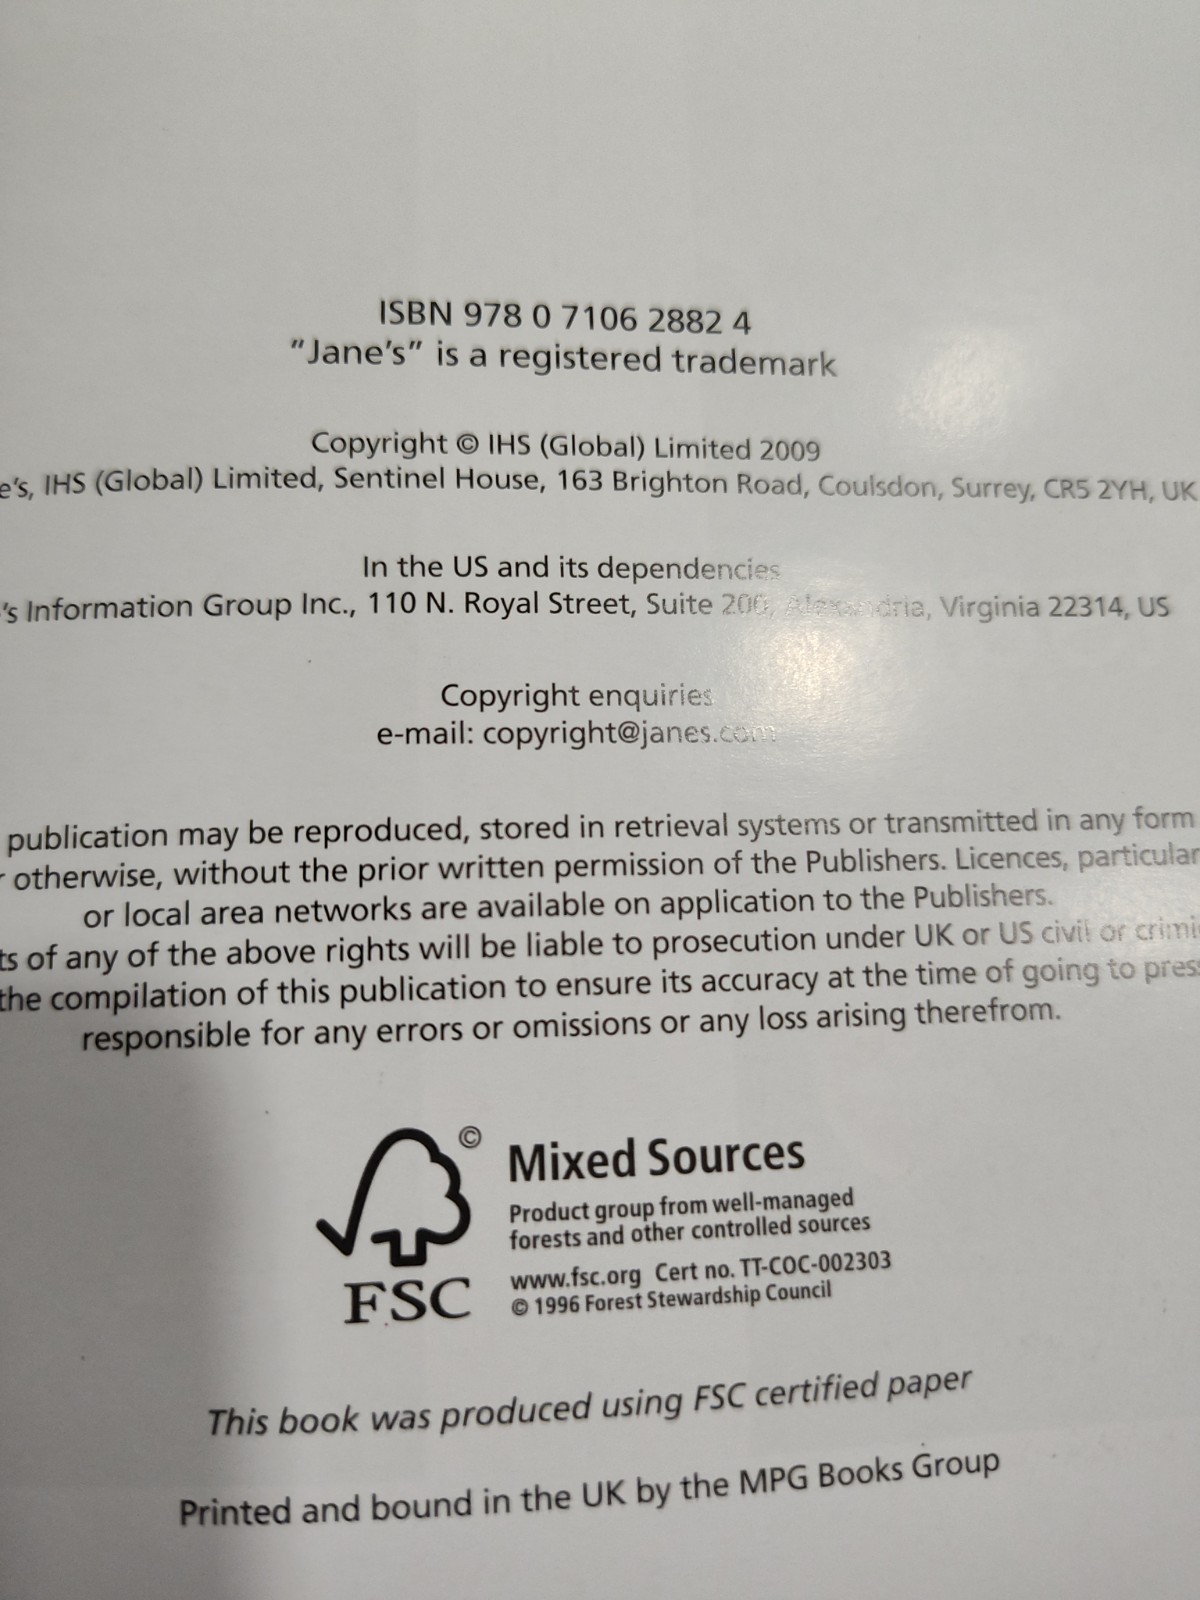 ISBN 978 0 7106 2882 4
"Jane's" is a registered trademark
Copyright © IHS (Global) Limited 2009
e's, IHS (Global) Limited, Sentinel House, 163 Brighton Road, Coulsdon, Surrey, CR5 2YH, UK
In the US and its dependencies
's Information Group Inc., 110 N. Royal Street, Suite 200, Alexandria, Virginia 22314, US
Copyright enquiries
e-mail: copyright@janes.com
publication may be reproduced, stored in retrieval systems or transmitted in any form
r otherwise, without the prior written permission of the Publishers. Licences, particular
or local area networks are available on application to the Publishers.
ts of any of the above rights will be liable to prosecution under UK or US civil or crimi
the compilation of this publication to ensure its accuracy at the time of going to press
responsible for any errors or omissions or any loss arising therefrom.
©
Mixed Sources
Product group from well-managed
forests and other controlled sources
www.fsc.org Cert no. TT-COC-002303
© 1996 Forest Stewardship Council
FSC
This book was produced using FSC certified paper
Printed and bound in the UK by the MPG Books Group